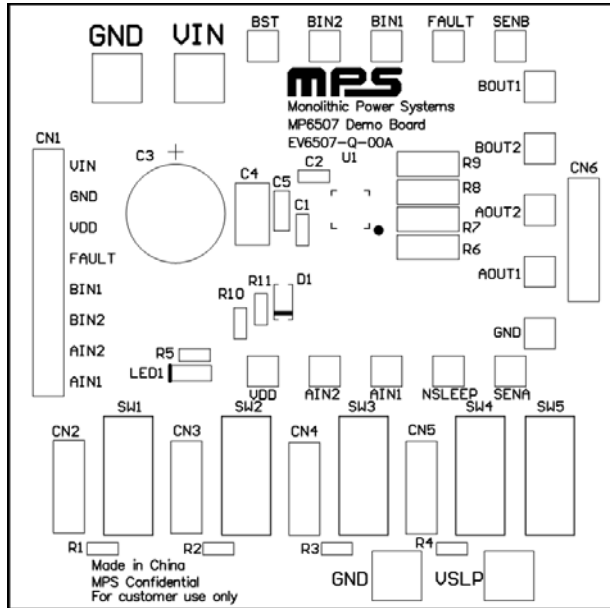 GND VIN
BST BIN2 BIN1 FAULT SENB
MPS
Monolithic Power Systems
MP6507 Demo Board
EV6507-Q-00A
BOUT1
CN1
VIN
GND
VDD
FAULT
BIN1
BIN2
AIN2
AIN1
C3
+
C4
C5
C2
C1
U1
R9
R8
R7
R6
BOUT2
AOUT2
AOUT1
GND
CN6
R10
R11
D1
R5
LED1
VDD AIN2 AIN1 NSLEEP SENA
SW1 SW2 SW3 SW4 SW5
CN2 CN3 CN4 CN5
R1 R2 R3 R4
Made in China
MPS Confidential
For customer use only
GND VSLP